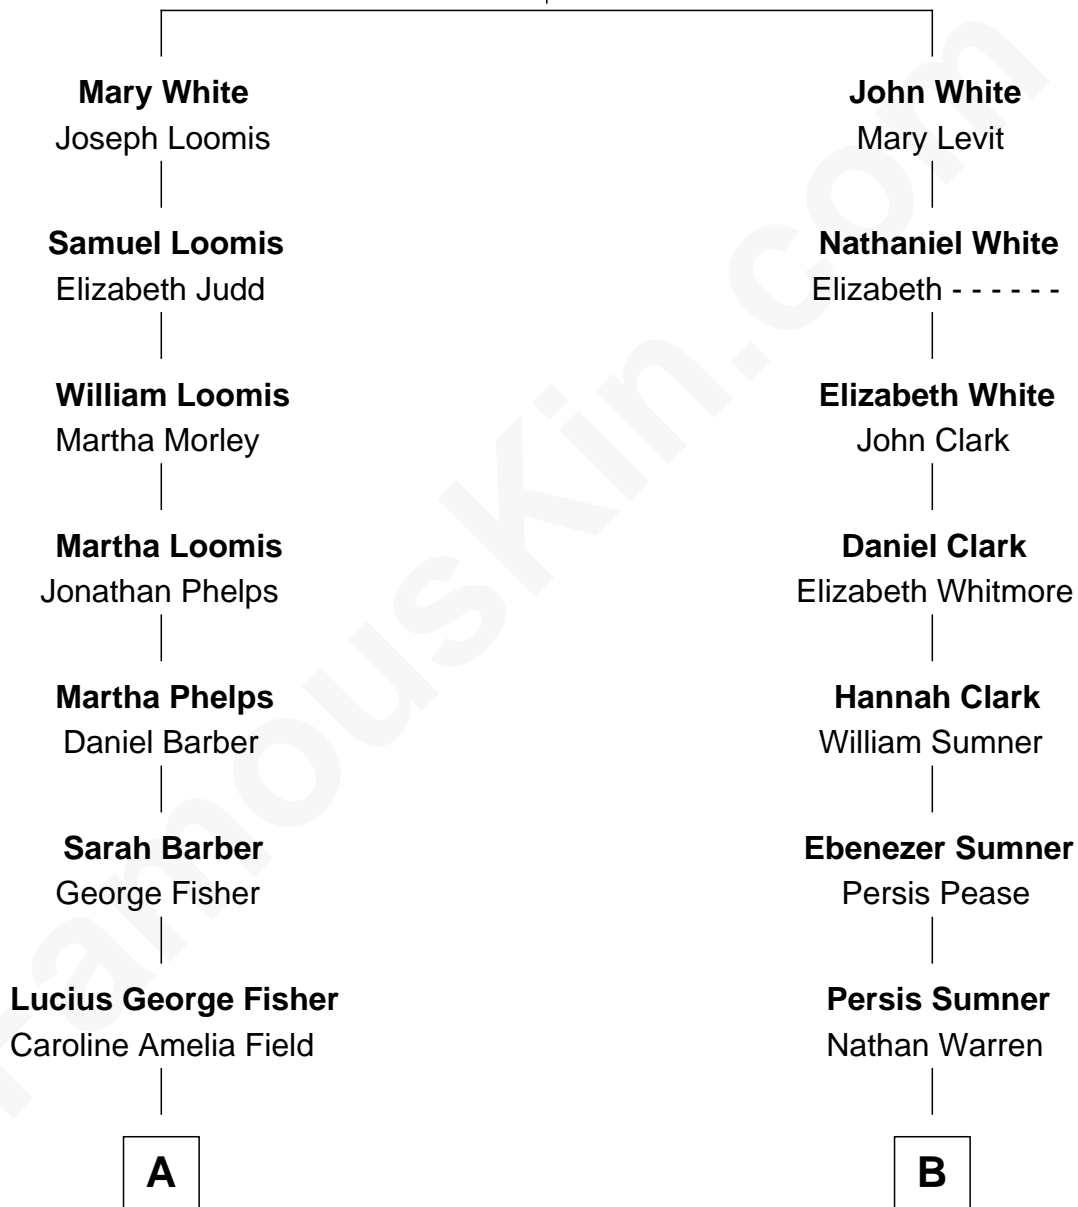 Mary White
Joseph Loomis
John White
Mary Levit
Samuel Loomis
Elizabeth Judd
Nathaniel White
Elizabeth - - - - - -
William Loomis
Martha Morley
Elizabeth White
John Clark
Martha Loomis
Jonathan Phelps
Daniel Clark
Elizabeth Whitmore
Martha Phelps
Daniel Barber
Hannah Clark
William Sumner
Sarah Barber
George Fisher
Ebenezer Sumner
Persis Pease
Lucius George Fisher
Caroline Amelia Field
Persis Sumner
Nathan Warren
A
B
FamousKin.com